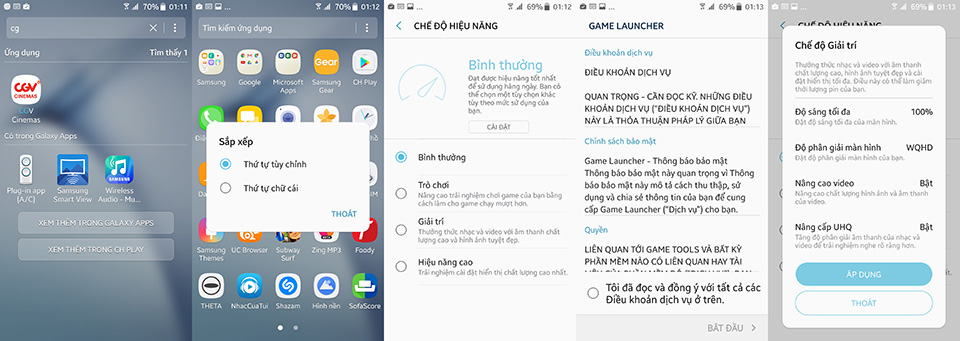 70% 01:11
cg
Ứng dụng
Tìm thấy 1
CGV
CINEMAS
CGV
Cinemas
Có trong Galaxy Apps
Plug-in app
(A/C)
Samsung
Smart View
Wireless
Audio - Mu...
XEM THÊM TRONG GALAXY APPS
XEM THÊM TRONG CH PLAY
70% 01:12
Tìm kiếm ứng dụng
Samsung
Google
Microsoft
Apps
Gear
Samsung
Gear
CH Play
Sắp xếp
Thứ tự tùy chỉnh
Thứ tự chữ cái
THOÁT
Samsung
Themes
UC Browser
Subway
Surf
Zing MP3
Foody
THETA
NhacCuaTui
Shazam
Hình nền
SofaScore
... 69% 01:12
CHẾ ĐỘ HIỆU NĂNG
Bình thường
Đạt được hiệu năng tốt nhất
để sử dụng hàng ngày. Bạn
có thể chọn một tùy chọn khác
tùy theo mức sử dụng của
bạn.
CÀI ĐẶT
Bình thường
Trò chơi
Nâng cao trải nghiệm chơi game của bạn bằng
cách làm cho game chạy mượt hơn.
Giải trí
Thưởng thức nhạc và video với âm thanh chất
lượng cao và hình ảnh tuyệt đẹp.
Hiệu năng cao
Trải nghiệm cài đặt hiển thị chất lượng cao nhất.
... 69% 01:13
GAME LAUNCHER
Điều khoản dịch vụ
ĐIỀU KHOẢN DỊCH VỤ
QUAN TRỌNG - CẦN ĐỌC KỸ. NHỮNG ĐIỀU
KHOẢN DỊCH VỤ ("ĐIỀU KHOẢN DỊCH VỤ")
NÀY LÀ THỎA THUẬN PHÁP LÝ GIỮA BẠN
Chính sách bảo mật
Game Launcher - Thông báo bảo mật
Thông báo bảo mật này quan trọng vì Thông
báo bảo mật này mô tả cách thu thập, sử
dụng và chia sẻ thông tin của bạn để cung
cấp Game Launcher ("Dịch vụ") cho bạn.
Quyền
LIÊN QUAN TỚI GAME TOOLS VÀ BẤT KỲ
PHẦN MỀM NÀO CÓ LIÊN QUAN HAY TÀI
Tôi đã đọc và đồng ý với tất cả các
Điều khoản dịch vụ ở trên.
BẮT ĐẦU
... 69% 01:13
CHẾ ĐỘ HIỆU NĂNG
Chế độ Giải trí
Thưởng thức nhạc và video với âm thanh
chất lượng cao, hình ảnh tuyệt đẹp và cài
đặt hiển thị tối đa. Điều này có thể làm giảm
thời lượng pin của bạn.
Độ sáng tối đa 100%
Đặt độ sáng tối đa của màn hình.
Độ phân giải màn hình WQHD
Đặt độ phân giải màn hình của bạn.
Nâng cao video Bật
Nâng cao chất lượng hình ảnh và âm thanh
của video.
Nâng cấp UHQ Bật
Tăng độ phân giải âm thanh của nhạc và
video để trải nghiệm nghe rõ ràng hơn.
ÁP DỤNG
THOÁT